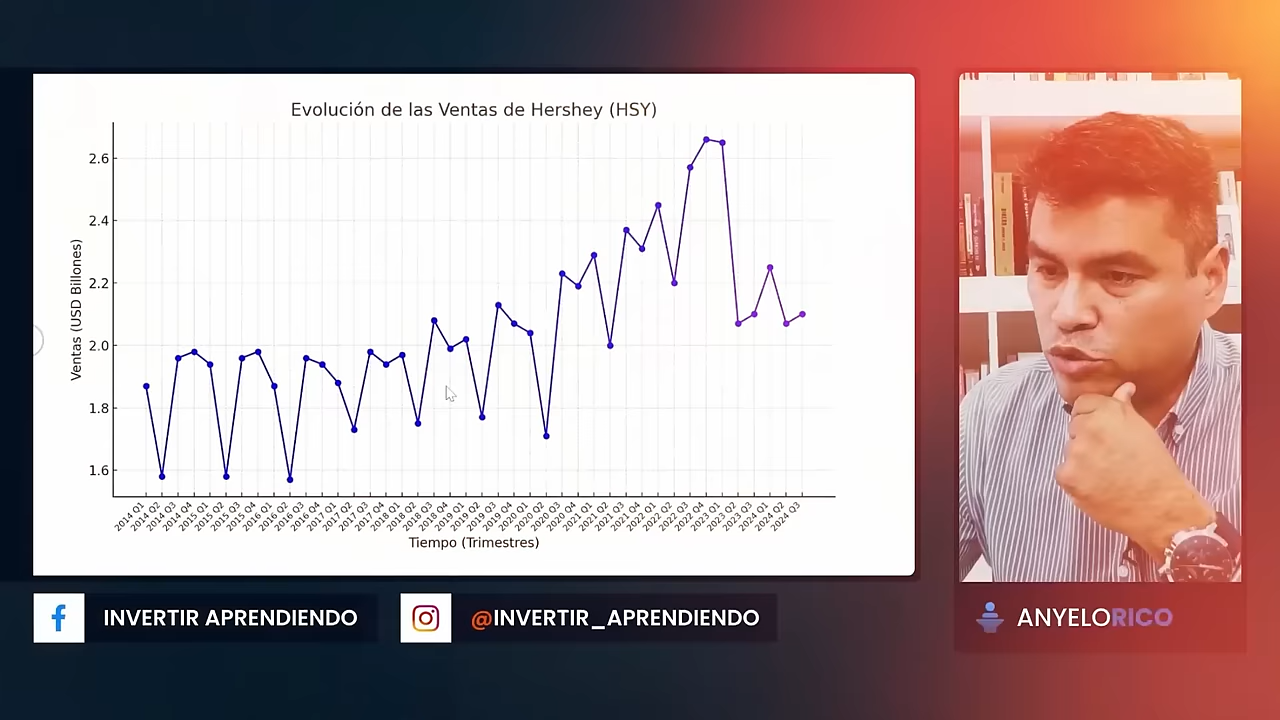 Evolución de las Ventas de Hershey (HSY)
Ventas (USD Billones)
2.6
2.4
2.2
2.0
1.8
1.6
2014 Q1
2014 Q2
2014 Q3
2014 Q4
2015 Q1
2015 Q2
2015 Q3
2015 Q4
2016 Q1
2016 Q2
2016 Q3
2016 Q4
2017 Q1
2017 Q2
2017 Q3
2017 Q4
2018 Q1
2018 Q2
2018 Q3
2018 Q4
2019 Q1
2019 Q2
2019 Q3
2019 Q4
2020 Q1
2020 Q2
2020 Q3
2020 Q4
2021 Q1
2021 Q2
2021 Q3
2021 Q4
2022 Q1
2022 Q2
2022 Q3
2022 Q4
2023 Q1
2023 Q2
2023 Q3
2024 Q1
2024 Q2
2024 Q3
Tiempo (Trimestres)
INVERTIR APRENDIENDO
@INVERTIR_APRENDIENDO
ANYELORICO